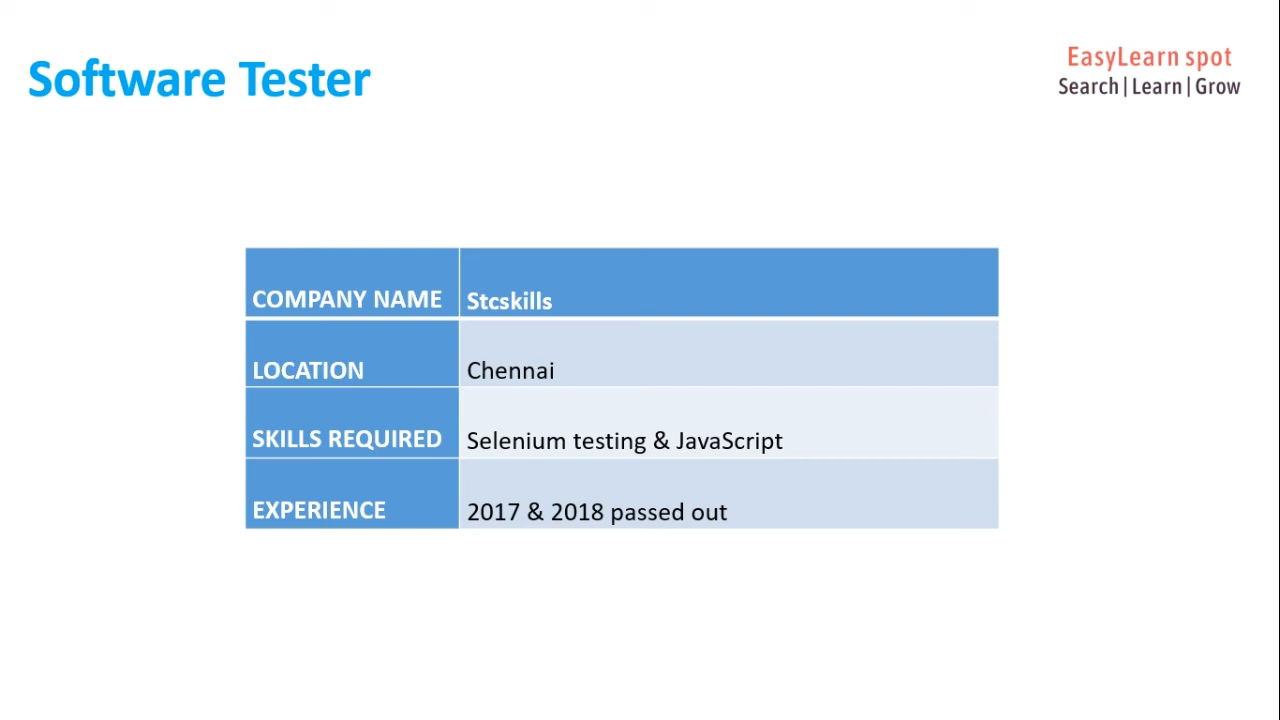 Software Tester
EasyLearn spot
Search|Learn|Grow
COMPANY NAME Stcskills
LOCATION Chennai
SKILLS REQUIRED Selenium testing & JavaScript
EXPERIENCE 2017 & 2018 passed out